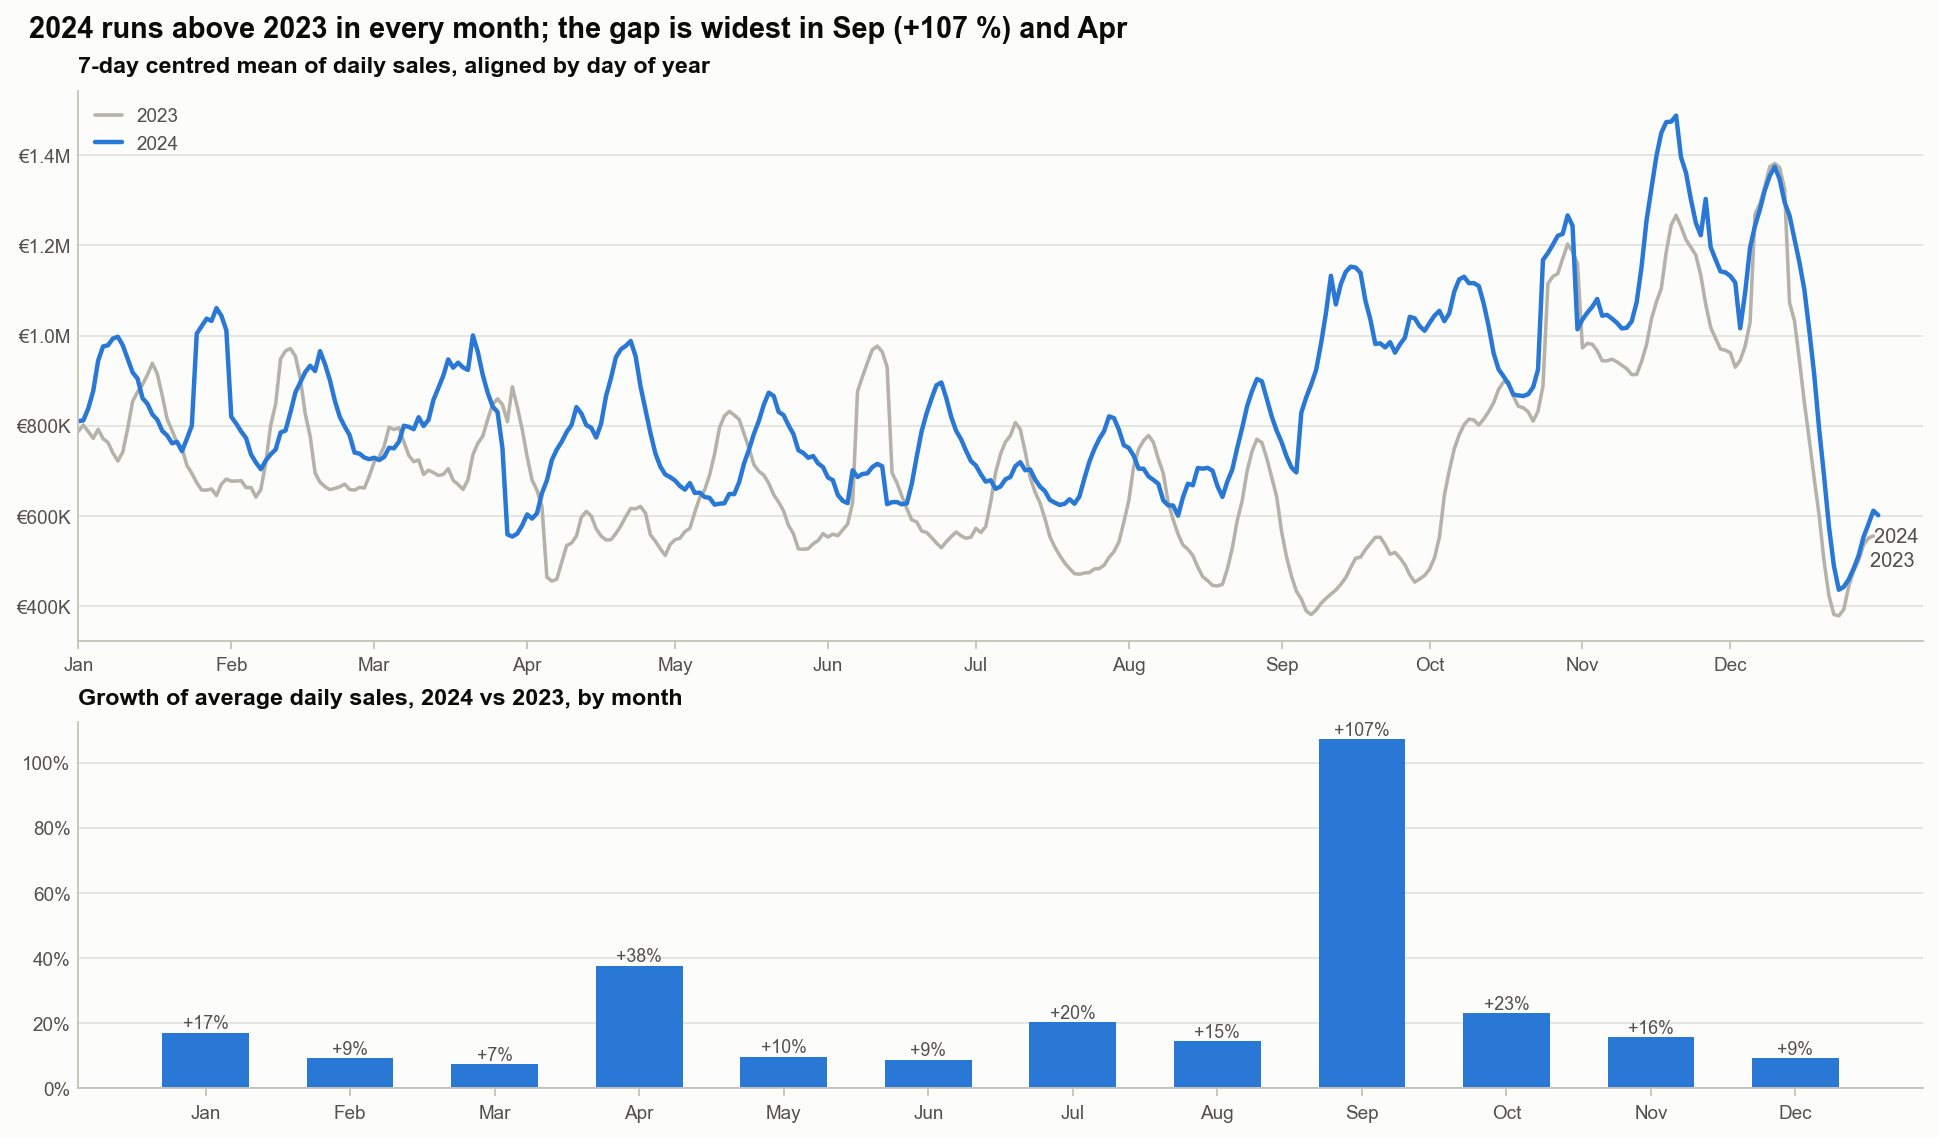 2024 runs above 2023 in every month; the gap is widest in Sep (+107 %) and Apr
7-day centred mean of daily sales, aligned by day of year
2023
2024
€1.4M
€1.2M
€1.0M
€800K
€600K
€400K
2024
2023
Jan Feb Mar Apr May Jun Jul Aug Sep Oct Nov Dec
Growth of average daily sales, 2024 vs 2023, by month
100%
80%
60%
40%
20%
0%
+17% +9% +7% +38% +10% +9% +20% +15% +107% +23% +16% +9%
Jan Feb Mar Apr May Jun Jul Aug Sep Oct Nov Dec